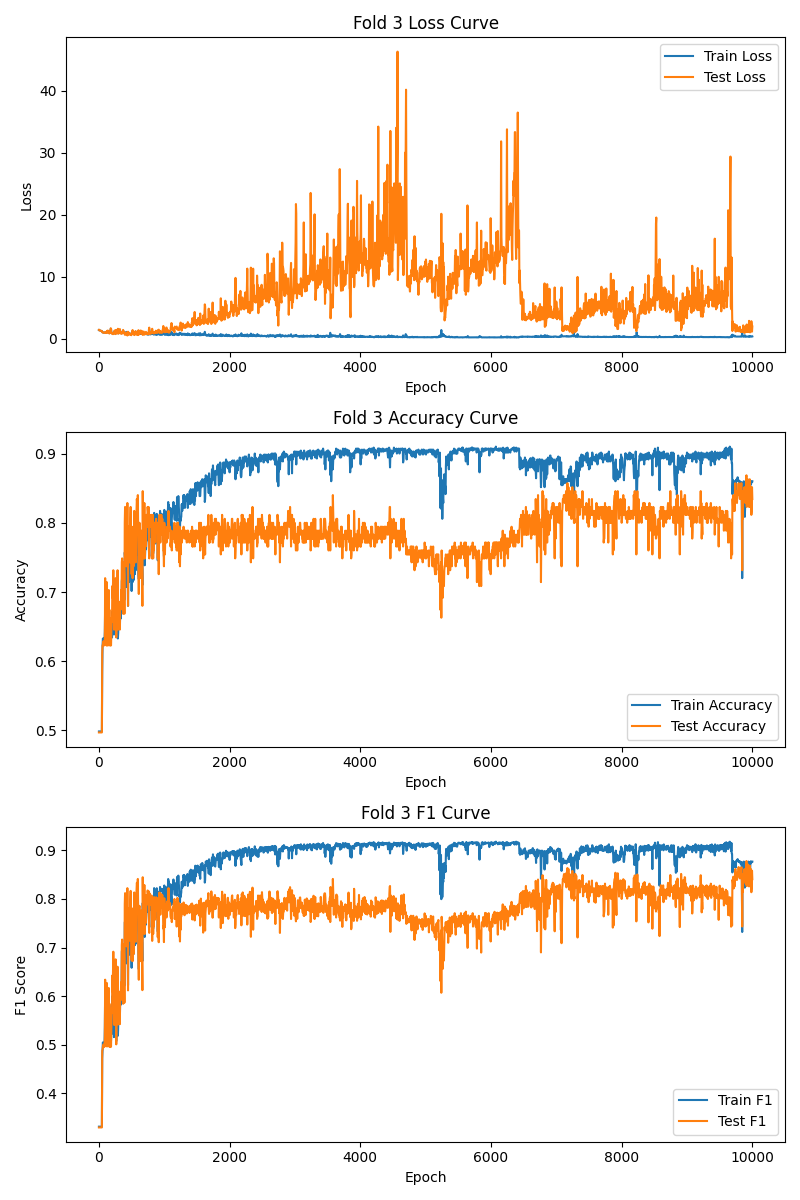 Fold 3 Loss Curve
Train Loss
Test Loss
Loss
40
30
20
10
0
0 2000 4000 6000 8000 10000
Epoch
Fold 3 Accuracy Curve
Accuracy
0.9
0.8
0.7
0.6
0.5
Train Accuracy
Test Accuracy
0 2000 4000 6000 8000 10000
Epoch
Fold 3 F1 Curve
F1 Score
0.9
0.8
0.7
0.6
0.5
0.4
Train F1
Test F1
0 2000 4000 6000 8000 10000
Epoch